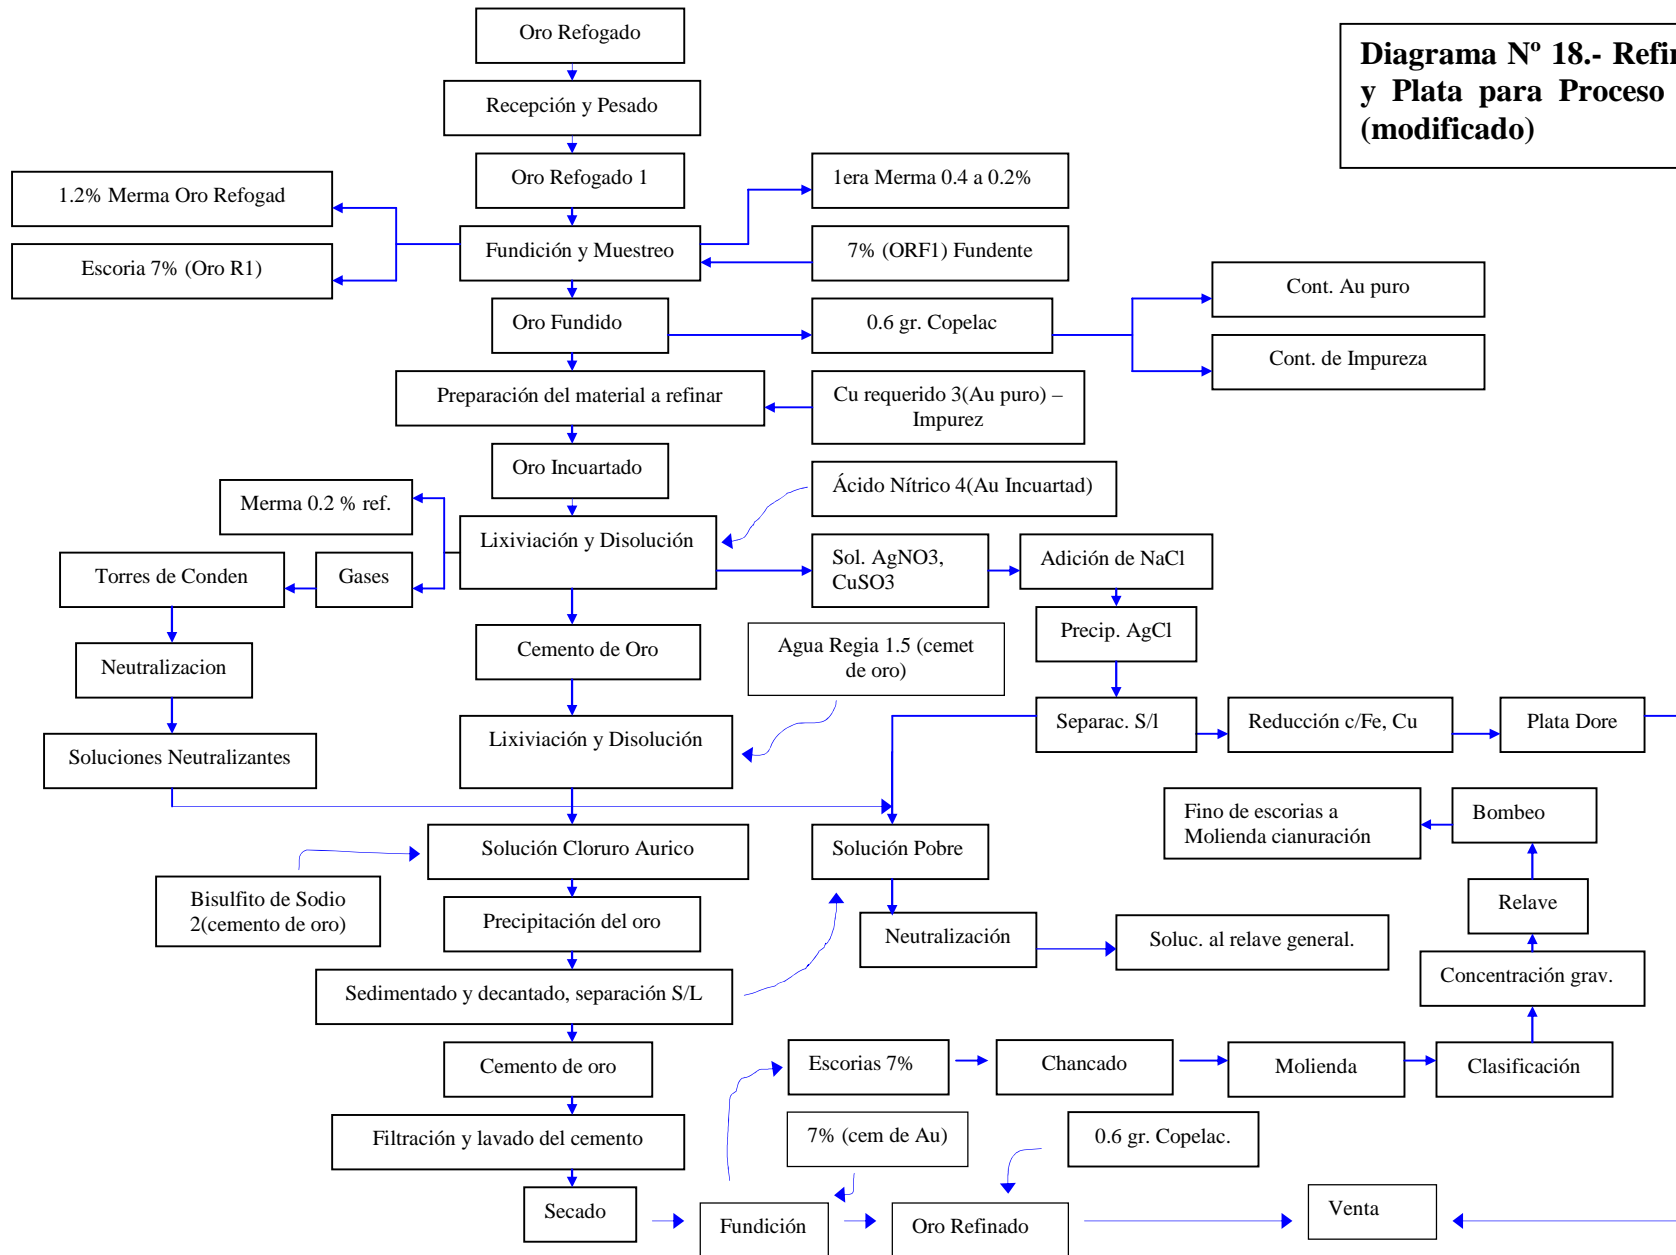 Oro Refogado
Diagrama Nº 18.- Refin
y Plata para Proceso
(modificado)
Recepción y Pesado
Oro Refogado 1
1.2% Merma Oro Refogad
1era Merma 0.4 a 0.2%
Fundición y Muestreo
7% (ORF1) Fundente
Escoria 7% (Oro R1)
Cont. Au puro
Oro Fundido
0.6 gr. Copelac
Cont. de Impureza
Preparación del material a refinar
Cu requerido 3(Au puro) –
Impurez
Oro Incuartado
Ácido Nítrico 4(Au Incuartad)
Merma 0.2 % ref.
Lixiviación y Disolución
Sol. AgNO3,
CuSO3
Adición de NaCl
Torres de Conden
Gases
Precip. AgCl
Neutralizacion
Cemento de Oro
Agua Regia 1.5 (cemet
de oro)
Separac. S/l
Reducción c/Fe, Cu
Plata Dore
Soluciones Neutralizantes
Lixiviación y Disolución
Fino de escorias a
Molienda cianuración
Bombeo
Solución Cloruro Aurico
Solución Pobre
Bisulfito de Sodio
2(cemento de oro)
Relave
Precipitación del oro
Neutralización
Soluc. al relave general.
Concentración grav.
Sedimentado y decantado, separación S/L
Cemento de oro
Escorias 7%
Chancado
Molienda
Clasificación
Filtración y lavado del cemento
7% (cem de Au)
0.6 gr. Copelac.
Secado
Fundición
Oro Refinado
Venta